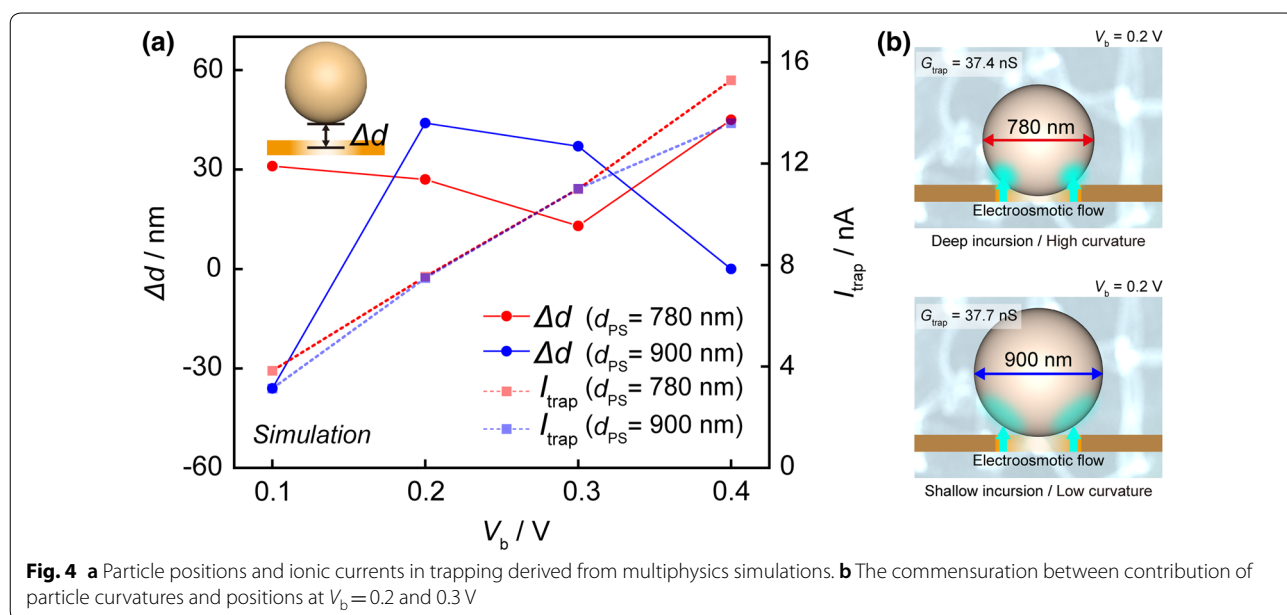 (a)
Δd
Δd / nm
60
30
0
-30
-60
0.1
0.2
0.3
0.4
V_b / V
16
12
8
4
0
I_trap / nA
Δd (d_PS= 780 nm)
Δd (d_PS= 900 nm)
I_trap (d_PS= 780 nm)
I_trap (d_PS= 900 nm)
Simulation
(b)
V_b = 0.2 V
G_trap = 37.4 nS
780 nm
Electroosmotic flow
Deep incursion / High curvature
V_b = 0.2 V
G_trap = 37.7 nS
900 nm
Electroosmotic flow
Shallow incursion / Low curvature
Fig. 4 a Particle positions and ionic currents in trapping derived from multiphysics simulations. b The commensuration between contribution of
particle curvatures and positions at V_b = 0.2 and 0.3 V